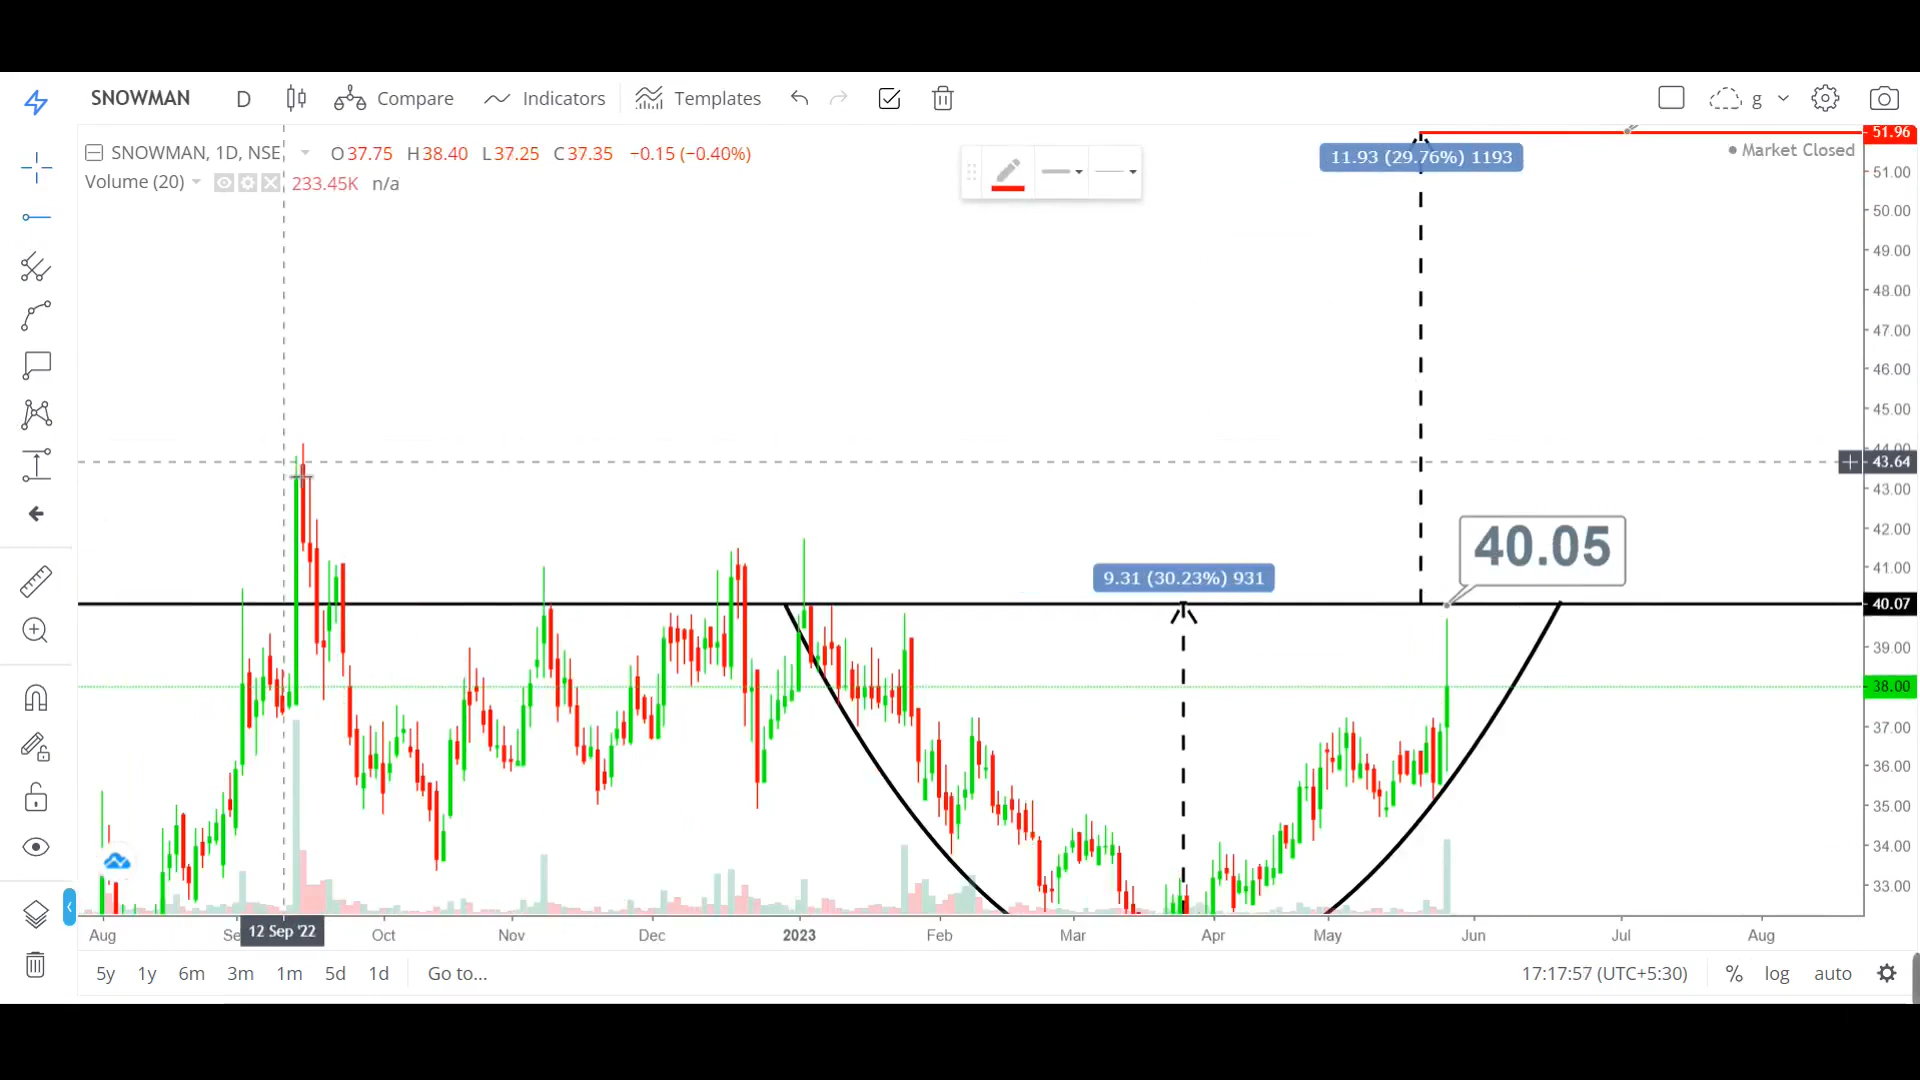 SNOWMAN D Compare Indicators Templates g
SNOWMAN, 1D, NSE O37.75 H38.40 L37.25 C37.35 −0.15 (−0.40%)
Volume (20) 233.45K n/a
11.93 (29.76%) 1193
Market Closed
51.96
51.00
50.00
49.00
48.00
47.00
46.00
45.00
44.00
43.64
43.00
42.00
41.00
40.07
39.00
38.00
37.00
36.00
35.00
34.00
33.00
40.05
9.31 (30.23%) 931
Aug Se 12 Sep '22 Oct Nov Dec 2023 Feb Mar Apr May Jun Jul Aug
5y 1y 6m 3m 1m 5d 1d Go to... 17:17:57 (UTC+5:30) % log auto